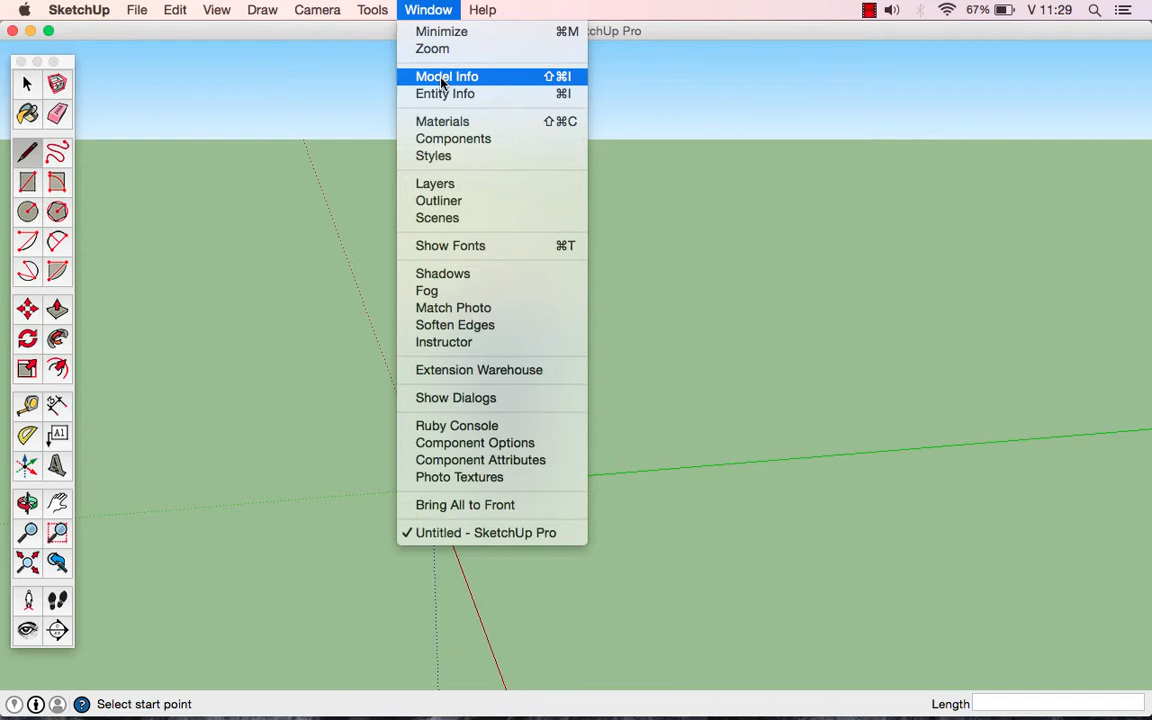 SketchUp File Edit View Draw Camera Tools Window Help 67% V 11:29
tchUp Pro
Minimize ⌘M
Zoom
Model Info ⇧⌘I
Entity Info ⌘I
Materials ⇧⌘C
Components
Styles
Layers
Outliner
Scenes
Show Fonts ⌘T
Shadows
Fog
Match Photo
Soften Edges
Instructor
Extension Warehouse
Show Dialogs
Ruby Console
Component Options
Component Attributes
Photo Textures
Bring All to Front
✓ Untitled - SketchUp Pro
A1
Select start point Length